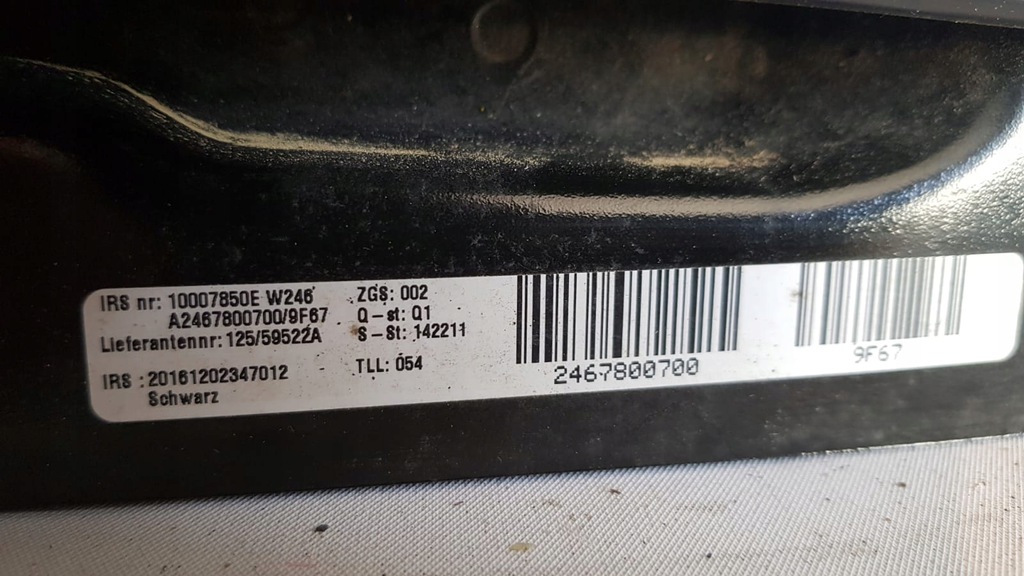 IRS nr: 10007850E W246
A2467800700/9F67
Lieferantennr: 125/59522A
IRS : 20161202347012
Schwarz
ZGS: 002
Q-st: Q1
S-St: 142211
TLL: 054
2467800700
9F67